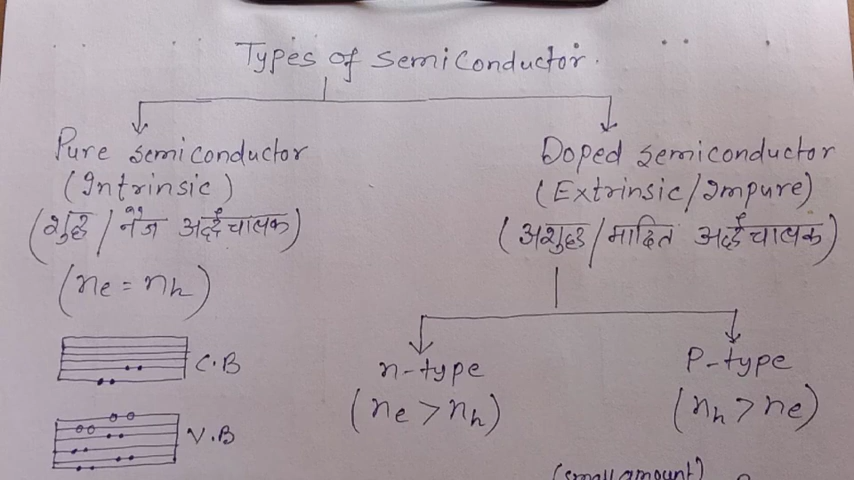 Types of semiconductor.
Pure semiconductor
(Intrinsic)
(शुद्ध/नैज अर्द्धचालक)
(ne = nh)
C.B
V.B
Doped semiconductor
(Extrinsic/Impure)
(अशुद्ध/मादित अर्द्धचालक)
n-type
(ne > nh)
P-type
(nh > ne)
(small amount)